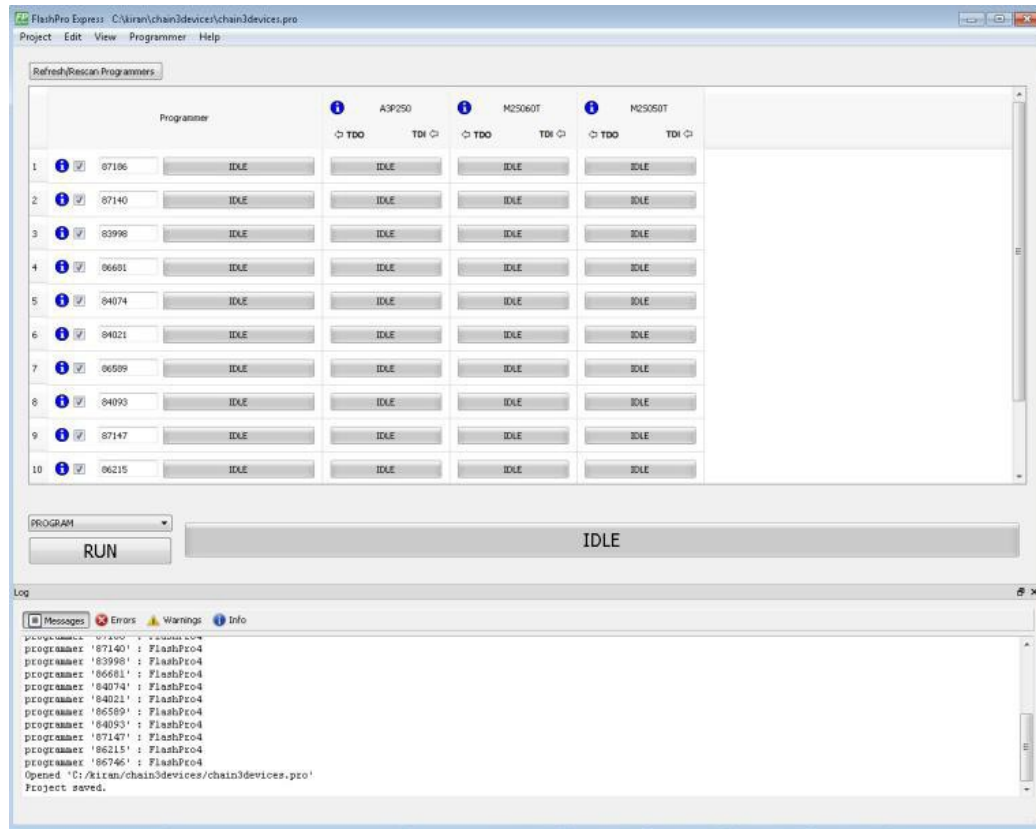 FlashPro Express C:\kiran\chain3devices\chain3devices.pro
Project Edit View Programmer Help
Refresh/Rescan Programmers
Programmer A3P250 M2S060T M2S050T
TDO TDI TDO TDI TDO TDI
1 87186 IDLE IDLE IDLE IDLE
2 87140 IDLE IDLE IDLE IDLE
3 83998 IDLE IDLE IDLE IDLE
4 86681 IDLE IDLE IDLE IDLE
5 84074 IDLE IDLE IDLE IDLE
6 84021 IDLE IDLE IDLE IDLE
7 86589 IDLE IDLE IDLE IDLE
8 84093 IDLE IDLE IDLE IDLE
9 87147 IDLE IDLE IDLE IDLE
10 86215 IDLE IDLE IDLE IDLE
PROGRAM
RUN IDLE
Log
Messages Errors Warnings Info
programmer : FlashPro4
programmer '87140' : FlashPro4
programmer '83998' : FlashPro4
programmer '86681' : FlashPro4
programmer '84074' : FlashPro4
programmer '84021' : FlashPro4
programmer '86589' : FlashPro4
programmer '84093' : FlashPro4
programmer '87147' : FlashPro4
programmer '86215' : FlashPro4
programmer '86746' : FlashPro4
Opened 'C:/kiran/chain3devices/chain3devices.pro'
Project saved.